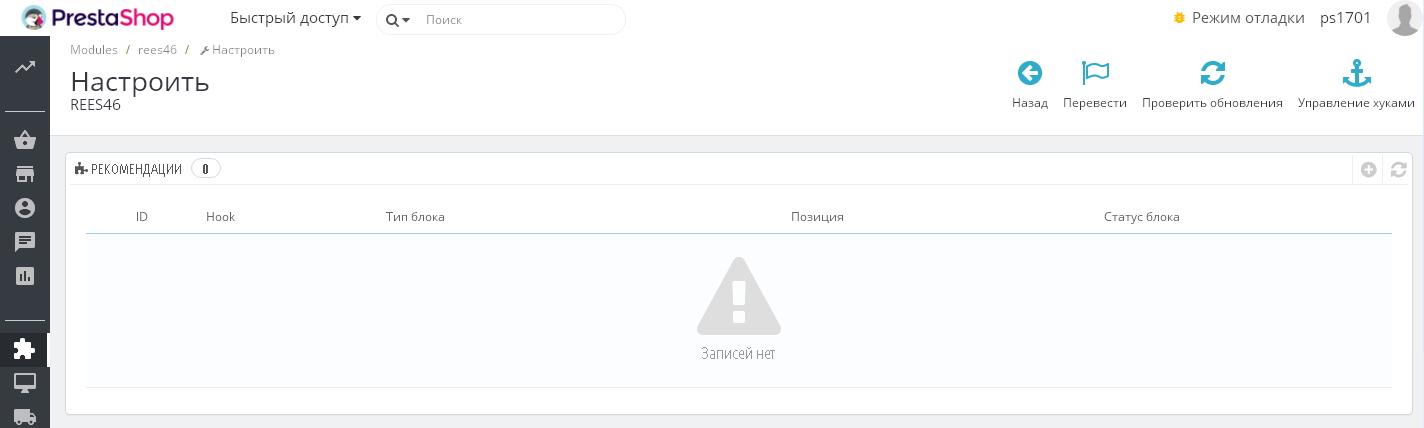 PrestaShop Быстрый доступ Поиск Режим отладки ps1701
Modules / rees46 / Настроить
Настроить
REES46
Назад Перевести Проверить обновления Управление хуками
РЕКОМЕНДАЦИИ 0
ID Hook Тип блока Позиция Статус блока
Записей нет